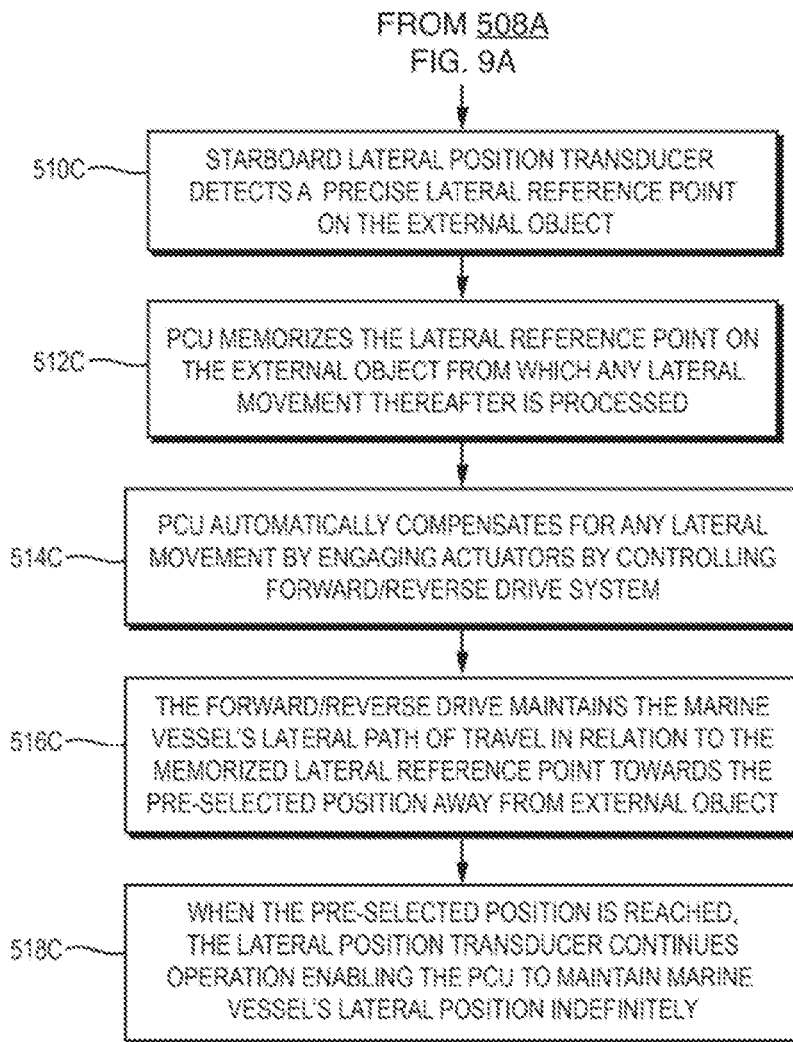 FROM 508A
FIG. 9A
510C
STARBOARD LATERAL POSITION TRANSDUCER
DETECTS A PRECISE LATERAL REFERENCE POINT
ON THE EXTERNAL OBJECT
512C
PCU MEMORIZES THE LATERAL REFERENCE POINT ON
THE EXTERNAL OBJECT FROM WHICH ANY LATERAL
MOVEMENT THEREAFTER IS PROCESSED
514C
PCU AUTOMATICALLY COMPENSATES FOR ANY LATERAL
MOVEMENT BY ENGAGING ACTUATORS BY CONTROLLING
FORWARD/REVERSE DRIVE SYSTEM
516C
THE FORWARD/REVERSE DRIVE MAINTAINS THE MARINE
VESSEL'S LATERAL PATH OF TRAVEL IN RELATION TO THE
MEMORIZED LATERAL REFERENCE POINT TOWARDS THE
PRE-SELECTED POSITION AWAY FROM EXTERNAL OBJECT
518C
WHEN THE PRE-SELECTED POSITION IS REACHED,
THE LATERAL POSITION TRANSDUCER CONTINUES
OPERATION ENABLING THE PCU TO MAINTAIN MARINE
VESSEL'S LATERAL POSITION INDEFINITELY